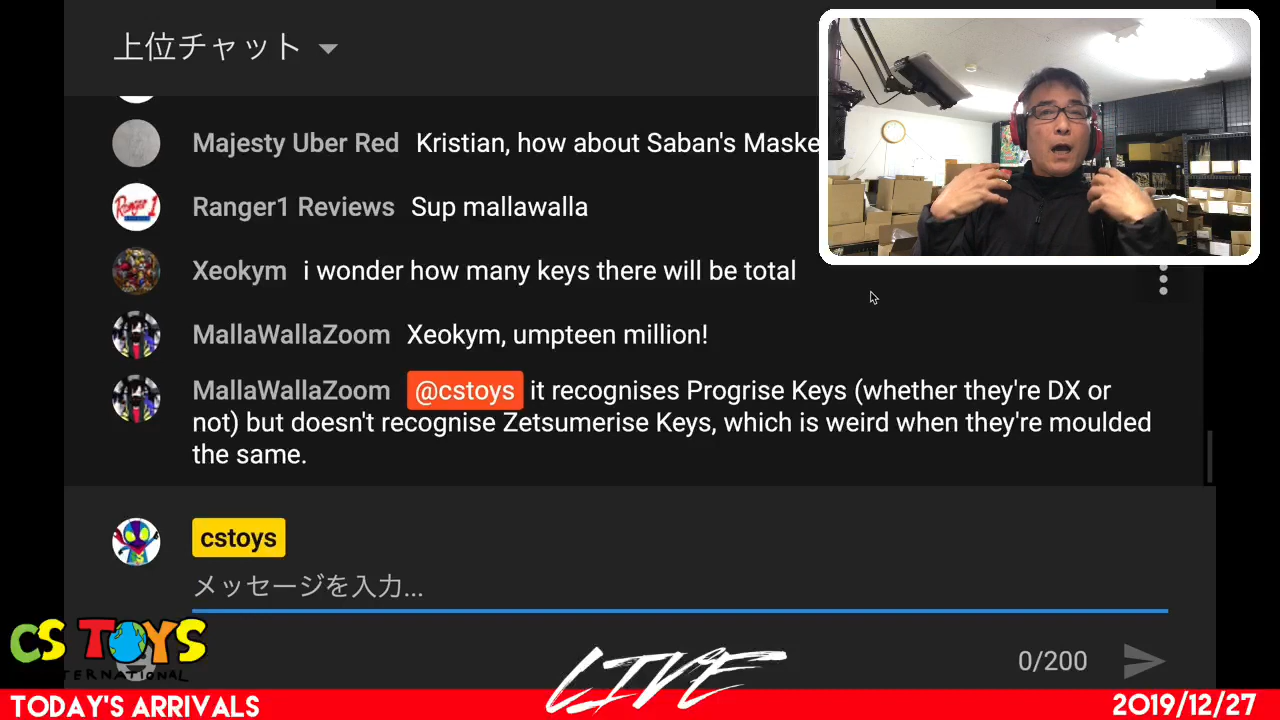 上位チャット
Majesty Uber Red Kristian, how about Saban's Maske
Ranger1 Reviews Sup mallawalla
Xeokym i wonder how many keys there will be total
MallaWallaZoom Xeokym, umpteen million!
MallaWallaZoom @cstoys it recognises Progrise Keys (whether they're DX or
not) but doesn't recognise Zetsumerise Keys, which is weird when they're moulded
the same.
cstoys
メッセージを入力...
CS TOYS
INTERNATIONAL
LIVE
0/200
TODAY'S ARRIVALS
2019/12/27